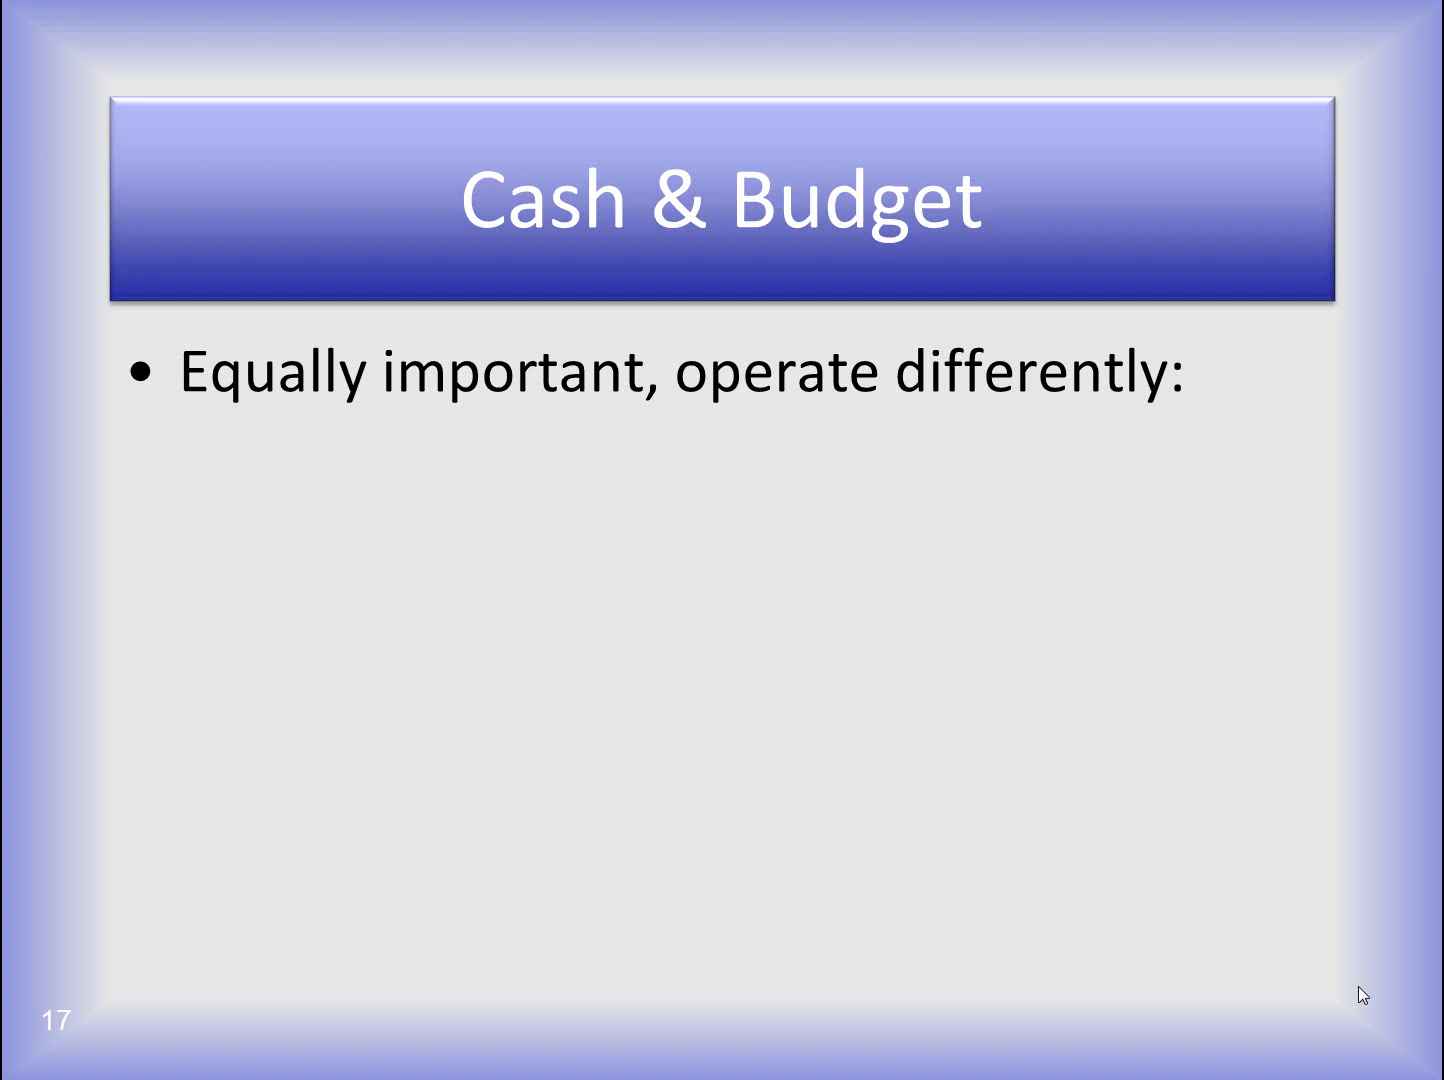 Cash & Budget
• Equally important, operate differently:
17